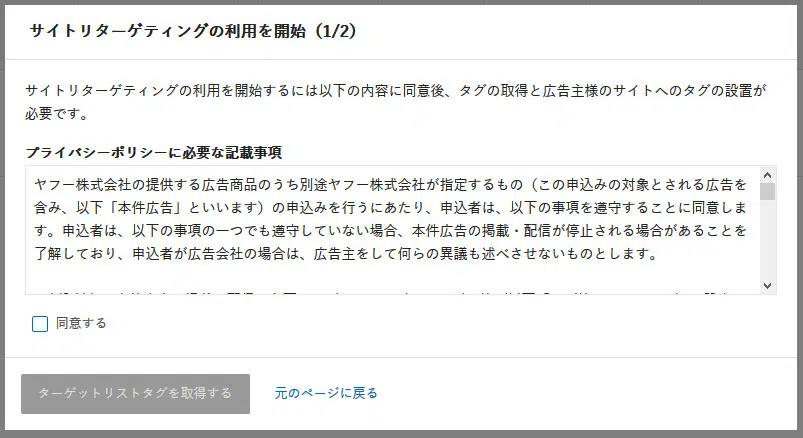 サイトリターゲティングの利用を開始（1/2）
サイトリターゲティングの利用を開始するには以下の内容に同意後、タグの取得と広告主様のサイトへのタグの設置が
必要です。
プライバシーポリシーに必要な記載事項
ヤフー株式会社の提供する広告商品のうち別途ヤフー株式会社が指定するもの（この申込みの対象とされる広告を
含み、以下「本件広告」といいます）の申込みを行うにあたり、申込者は、以下の事項を遵守することに同意しま
す。申込者は、以下の事項の一つでも遵守していない場合、本件広告の掲載・配信が停止される場合があることを
了解しており、申込者が広告会社の場合は、広告主をして何らの異議も述べさせないものとします。
同意する
ターゲットリストタグを取得する
元のページに戻る